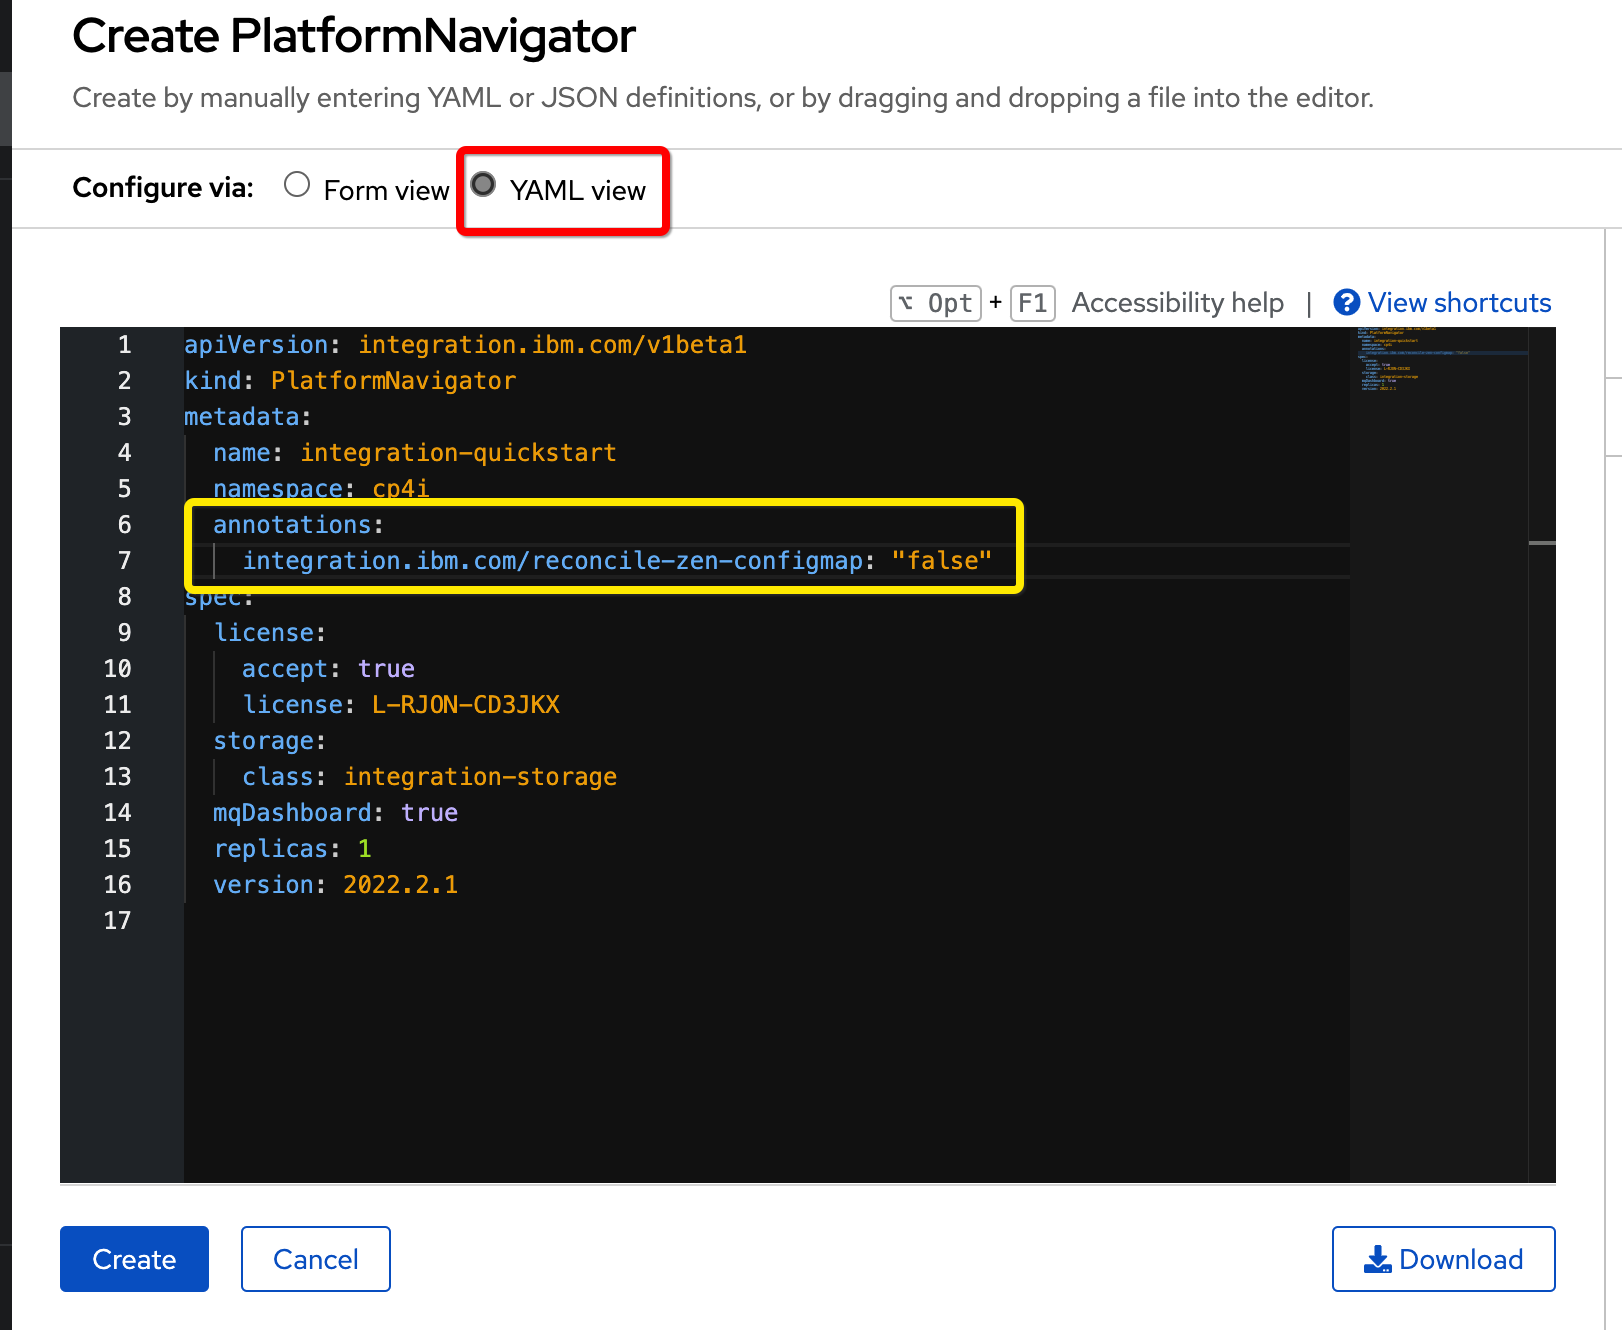 Create PlatformNavigator
Create by manually entering YAML or JSON definitions, or by dragging and dropping a file into the editor.
Configure via: Form view YAML view
⌥ Opt + F1 Accessibility help | View shortcuts
1 apiVersion: integration.ibm.com/v1beta1
2 kind: PlatformNavigator
3 metadata:
4 name: integration-quickstart
5 namespace: cp4i
6 annotations:
7 integration.ibm.com/reconcile-zen-configmap: "false"
8 spec:
9 license:
10 accept: true
11 license: L-RJON-CD3JKX
12 storage:
13 class: integration-storage
14 mqDashboard: true
15 replicas: 1
16 version: 2022.2.1
17
Create Cancel Download